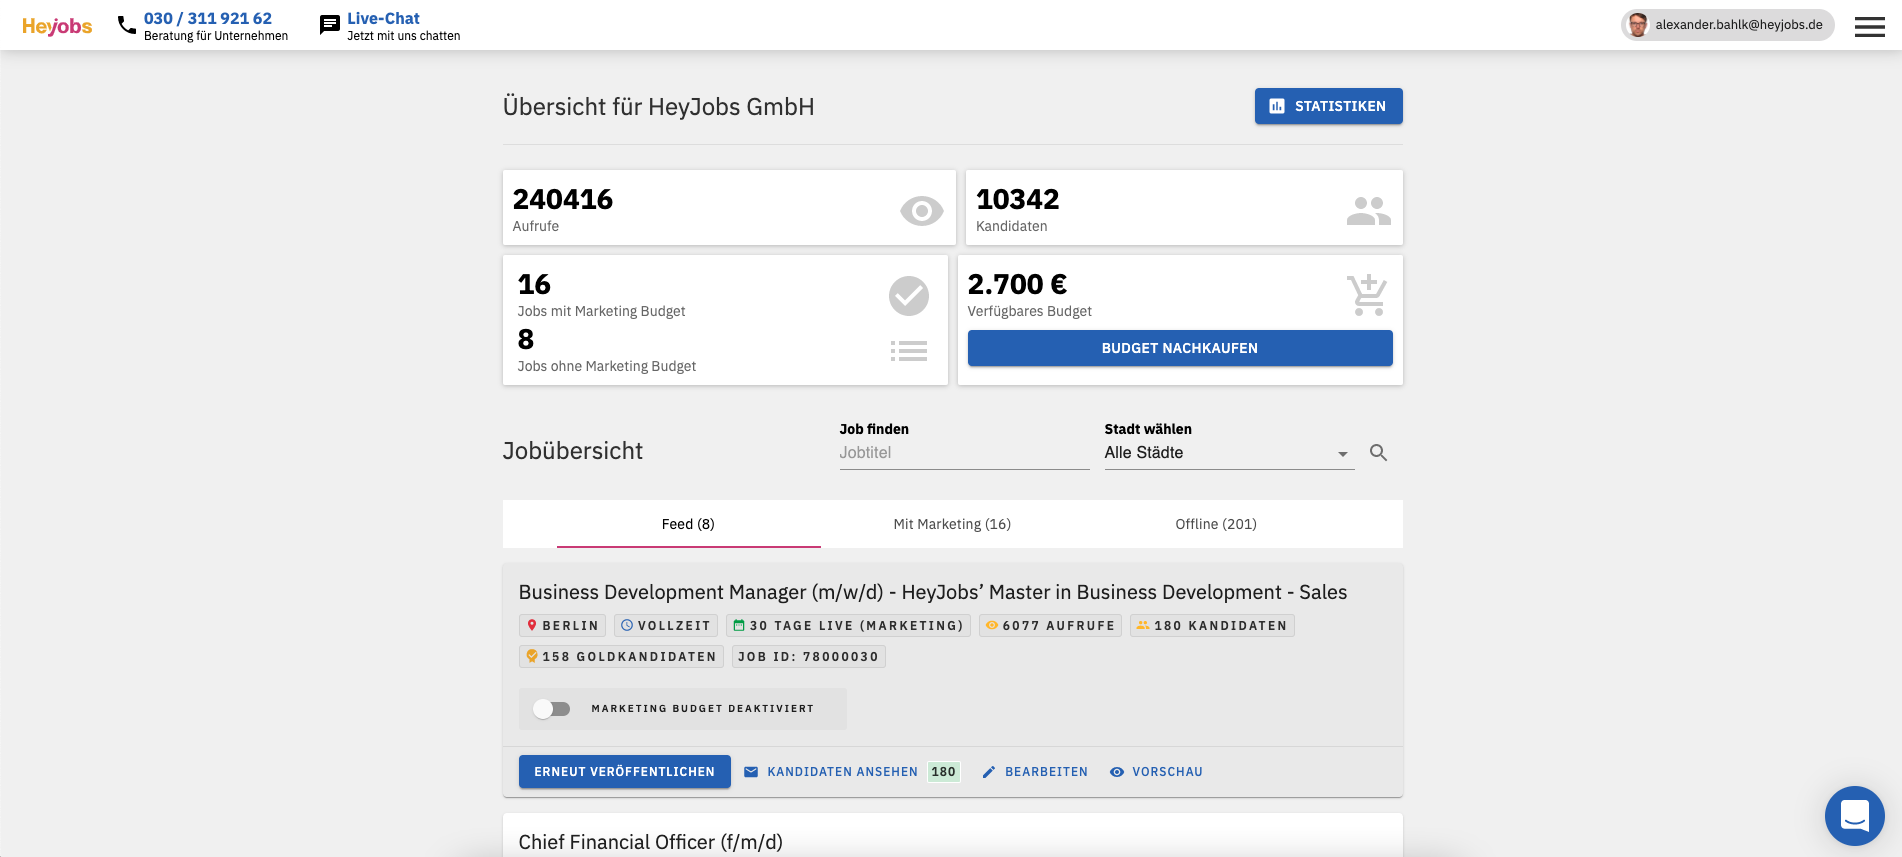 Heyjobs
030 / 311 921 62
Beratung für Unternehmen
Live-Chat
Jetzt mit uns chatten
alexander.bahlk@heyjobs.de
Übersicht für HeyJobs GmbH
STATISTIKEN
240416
Aufrufe
10342
Kandidaten
16
Jobs mit Marketing Budget
8
Jobs ohne Marketing Budget
2.700 €
Verfügbares Budget
BUDGET NACHKAUFEN
Jobübersicht
Job finden
Jobtitel
Stadt wählen
Alle Städte
Feed (8)
Mit Marketing (16)
Offline (201)
Business Development Manager (m/w/d) - HeyJobs’ Master in Business Development - Sales
BERLIN
VOLLZEIT
30 TAGE LIVE (MARKETING)
6077 AUFRUFE
180 KANDIDATEN
158 GOLDKANDIDATEN
JOB ID: 78000030
MARKETING BUDGET DEAKTIVIERT
ERNEUT VERÖFFENTLICHEN
KANDIDATEN ANSEHEN 180
BEARBEITEN
VORSCHAU
Chief Financial Officer (f/m/d)